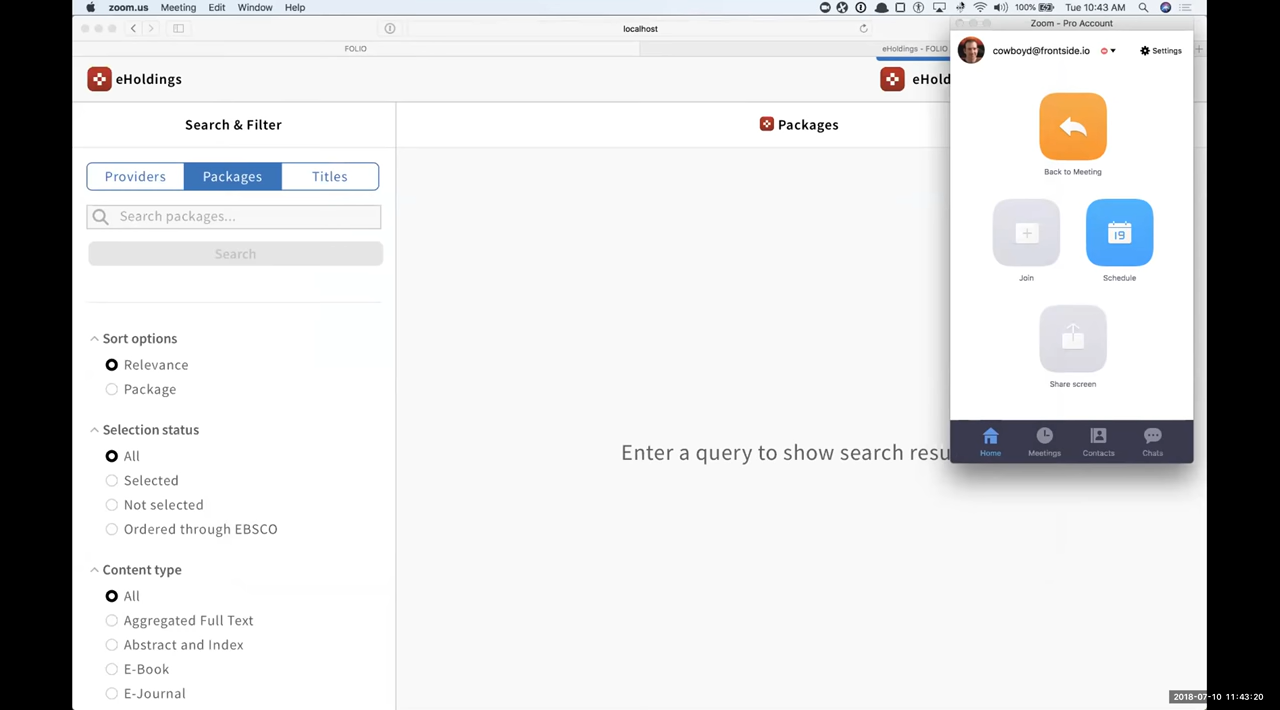 zoom.us Meeting Edit Window Help
100% Tue 10:43 AM
localhost
FOLIO
eHoldings - FOLIO
Zoom - Pro Account
cowboyd@frontside.io
Settings
Back to Meeting
Join
Schedule
19
Share screen
Home
Meetings
Contacts
Chats
eHoldings
eHold
Search & Filter
Packages
Providers
Packages
Titles
Search packages...
Search
Sort options
Relevance
Package
Selection status
All
Selected
Not selected
Ordered through EBSCO
Content type
All
Aggregated Full Text
Abstract and Index
E-Book
E-Journal
Enter a query to show search resu
2018-07-10 11:43:20